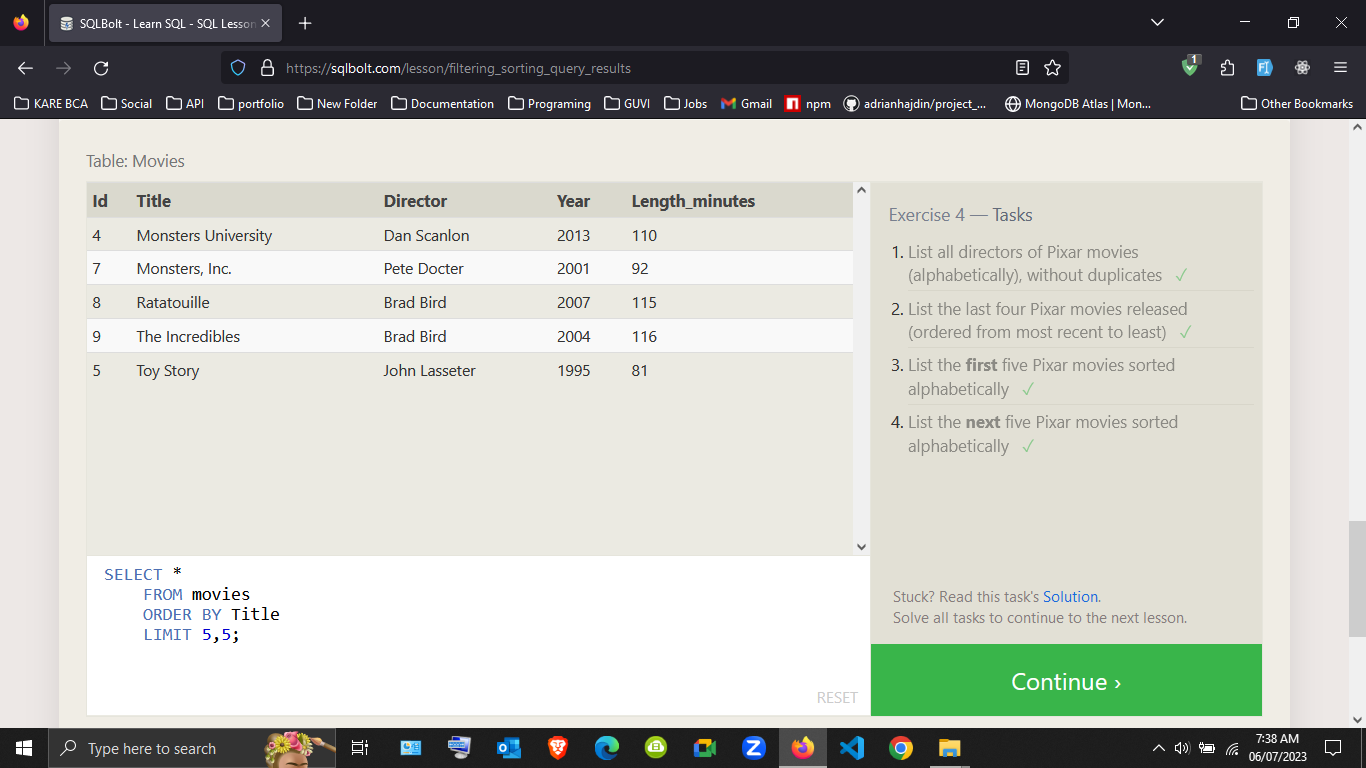 SQLBolt - Learn SQL - SQL Lesson
https://sqlbolt.com/lesson/filtering_sorting_query_results
1
KARE BCA
Social
API
portfolio
New Folder
Documentation
Programing
GUVI
Jobs
Gmail
npm
adrianhajdin/project_...
MongoDB Atlas | Mon...
Other Bookmarks
Table: Movies
Id Title Director Year Length_minutes
4 Monsters University Dan Scanlon 2013 110
7 Monsters, Inc. Pete Docter 2001 92
8 Ratatouille Brad Bird 2007 115
9 The Incredibles Brad Bird 2004 116
5 Toy Story John Lasseter 1995 81
SELECT *
FROM movies
ORDER BY Title
LIMIT 5,5;
RESET
Exercise 4 — Tasks
1. List all directors of Pixar movies
(alphabetically), without duplicates ✓
2. List the last four Pixar movies released
(ordered from most recent to least) ✓
3. List the first five Pixar movies sorted
alphabetically ✓
4. List the next five Pixar movies sorted
alphabetically ✓
Stuck? Read this task's Solution.
Solve all tasks to continue to the next lesson.
Continue ›
Type here to search
7:38 AM
06/07/2023